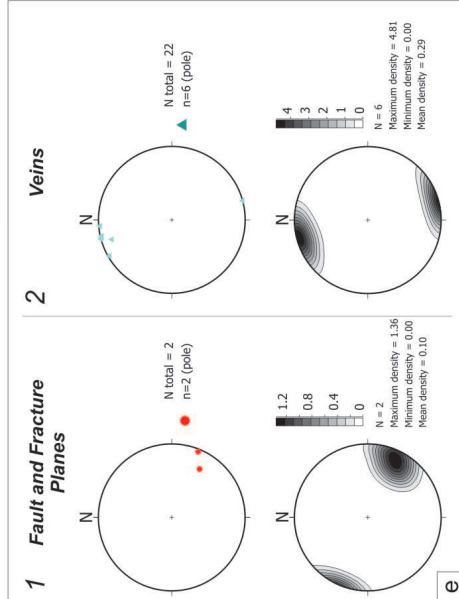 1 Fault and Fracture
Planes
N
N total = 2
n=2 (pole)
N
1.2
0.8
0.4
0
N = 2
Maximum density = 1.36
Minimum density = 0.00
Mean density = 0.10
2 Veins
N
N total = 22
n=6 (pole)
N
4
3
2
1
0
N = 6
Maximum density = 4.81
Minimum density = 0.00
Mean density = 0.29
e